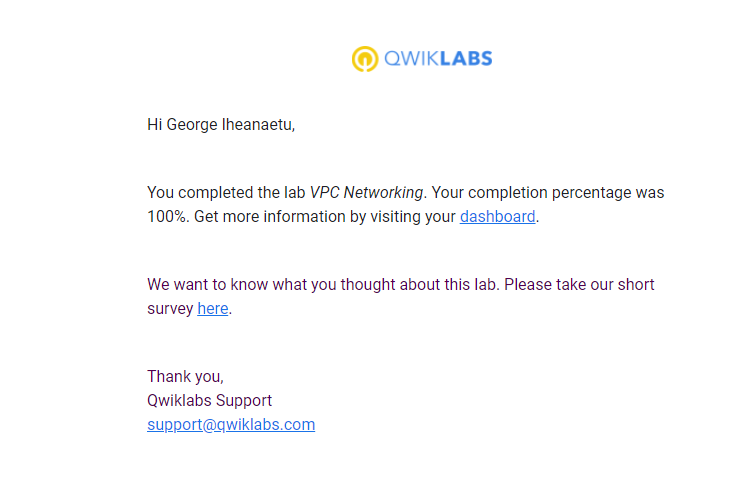 QWIKLABS
Hi George Iheanaetu,
You completed the lab VPC Networking. Your completion percentage was
100%. Get more information by visiting your dashboard.
We want to know what you thought about this lab. Please take our short
survey here.
Thank you,
Qwiklabs Support
support@qwiklabs.com